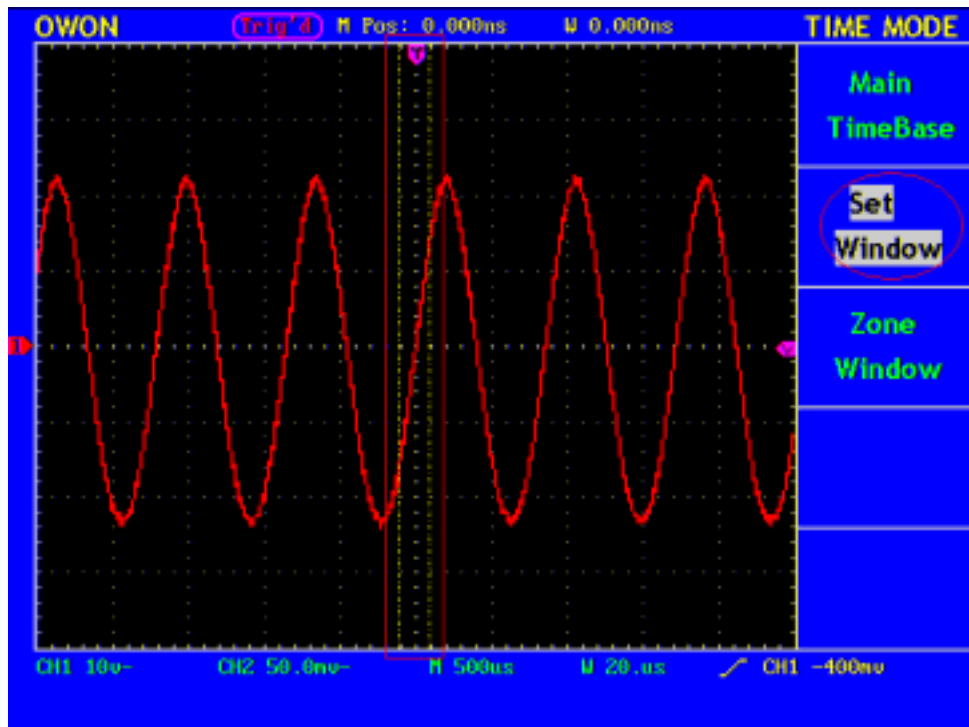 OWON Trig'd M Pos: 0.000ns W 0.000ns TIME MODE
Main
TimeBase
Set
Window
Zone
Window
T
1
CH1 10v~ CH2 50.0mv~ M 500us W 20.us CH1 -400mv